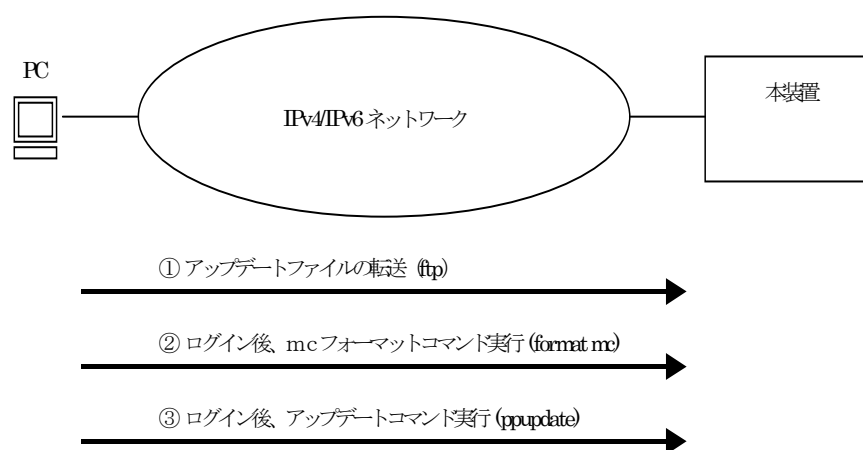 PC
IPv4/IPv6 ネットワーク
本装置
① アップデートファイルの転送 (ftp)
② ログイン後、mcフォーマットコマンド実行 (format mc)
③ ログイン後、アップデートコマンド実行 (ppupdate)